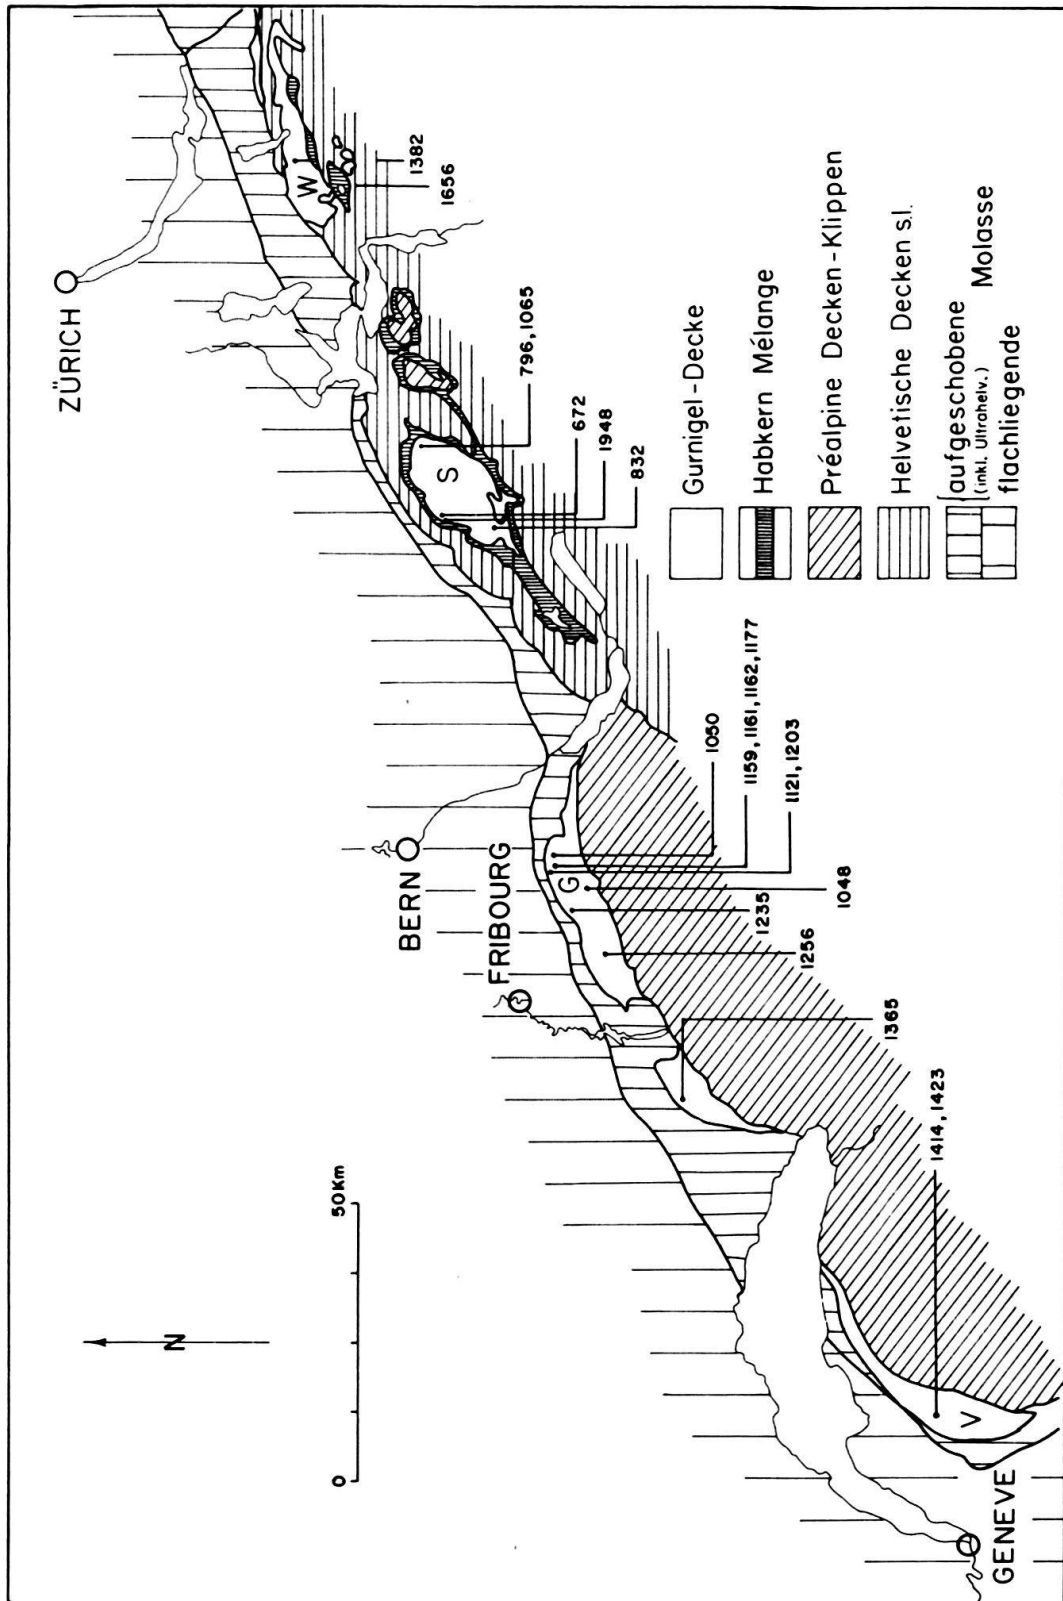 ZÜRICH
BERN
FRIBOURG
GENEVE
N
0
50Km
W
S
G
V
1382
1656
796, 1065
672
1948
832
1050
1159, 1161, 1162, 1177
1121, 1203
1048
1235
1256
1365
1414, 1423
Gurnigel-Decke
Habkern Mélange
Préalpine Decken-Klippen
Helvetische Decken s.l.
aufgeschobene
(inkl. Ultrahelv.) Molasse
flachliegende